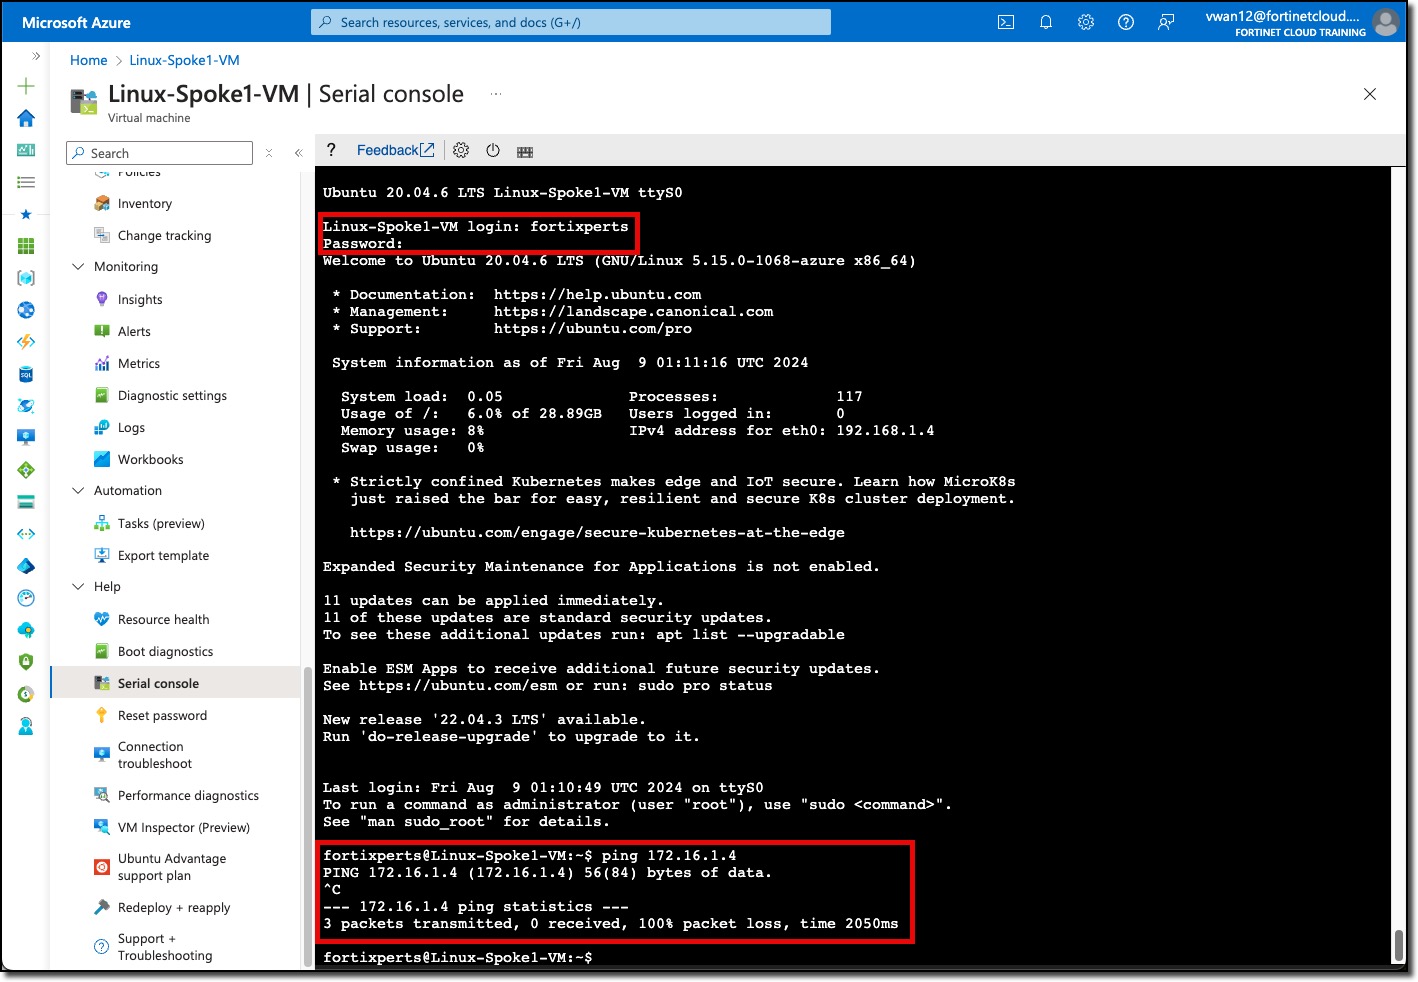 Microsoft Azure
Search resources, services, and docs (G+/)
vwan12@fortinetcloud....
FORTINET CLOUD TRAINING
Home > Linux-Spoke1-VM
Linux-Spoke1-VM | Serial console ...
Virtual machine
Search
Policies
Inventory
Change tracking
Monitoring
Insights
Alerts
Metrics
Diagnostic settings
Logs
Workbooks
Automation
Tasks (preview)
Export template
Help
Resource health
Boot diagnostics
Serial console
Reset password
Connection
troubleshoot
Performance diagnostics
VM Inspector (Preview)
Ubuntu Advantage
support plan
Redeploy + reapply
Support +
Troubleshooting
? Feedback
Ubuntu 20.04.6 LTS Linux-Spoke1-VM ttyS0
Linux-Spoke1-VM login: fortixperts
Password:
Welcome to Ubuntu 20.04.6 LTS (GNU/Linux 5.15.0-1068-azure x86_64)
* Documentation:  https://help.ubuntu.com
* Management:     https://landscape.canonical.com
* Support:        https://ubuntu.com/pro
System information as of Fri Aug  9 01:11:16 UTC 2024
System load:  0.05              Processes:             117
Usage of /:   6.0% of 28.89GB   Users logged in:       0
Memory usage: 8%                IPv4 address for eth0: 192.168.1.4
Swap usage:   0%
* Strictly confined Kubernetes makes edge and IoT secure. Learn how MicroK8s
just raised the bar for easy, resilient and secure K8s cluster deployment.
https://ubuntu.com/engage/secure-kubernetes-at-the-edge
Expanded Security Maintenance for Applications is not enabled.
11 updates can be applied immediately.
11 of these updates are standard security updates.
To see these additional updates run: apt list --upgradable
Enable ESM Apps to receive additional future security updates.
See https://ubuntu.com/esm or run: sudo pro status
New release '22.04.3 LTS' available.
Run 'do-release-upgrade' to upgrade to it.
Last login: Fri Aug  9 01:10:49 UTC 2024 on ttyS0
To run a command as administrator (user "root"), use "sudo <command>".
See "man sudo_root" for details.
fortixperts@Linux-Spoke1-VM:~$ ping 172.16.1.4
PING 172.16.1.4 (172.16.1.4) 56(84) bytes of data.
^C
--- 172.16.1.4 ping statistics ---
3 packets transmitted, 0 received, 100% packet loss, time 2050ms
fortixperts@Linux-Spoke1-VM:~$